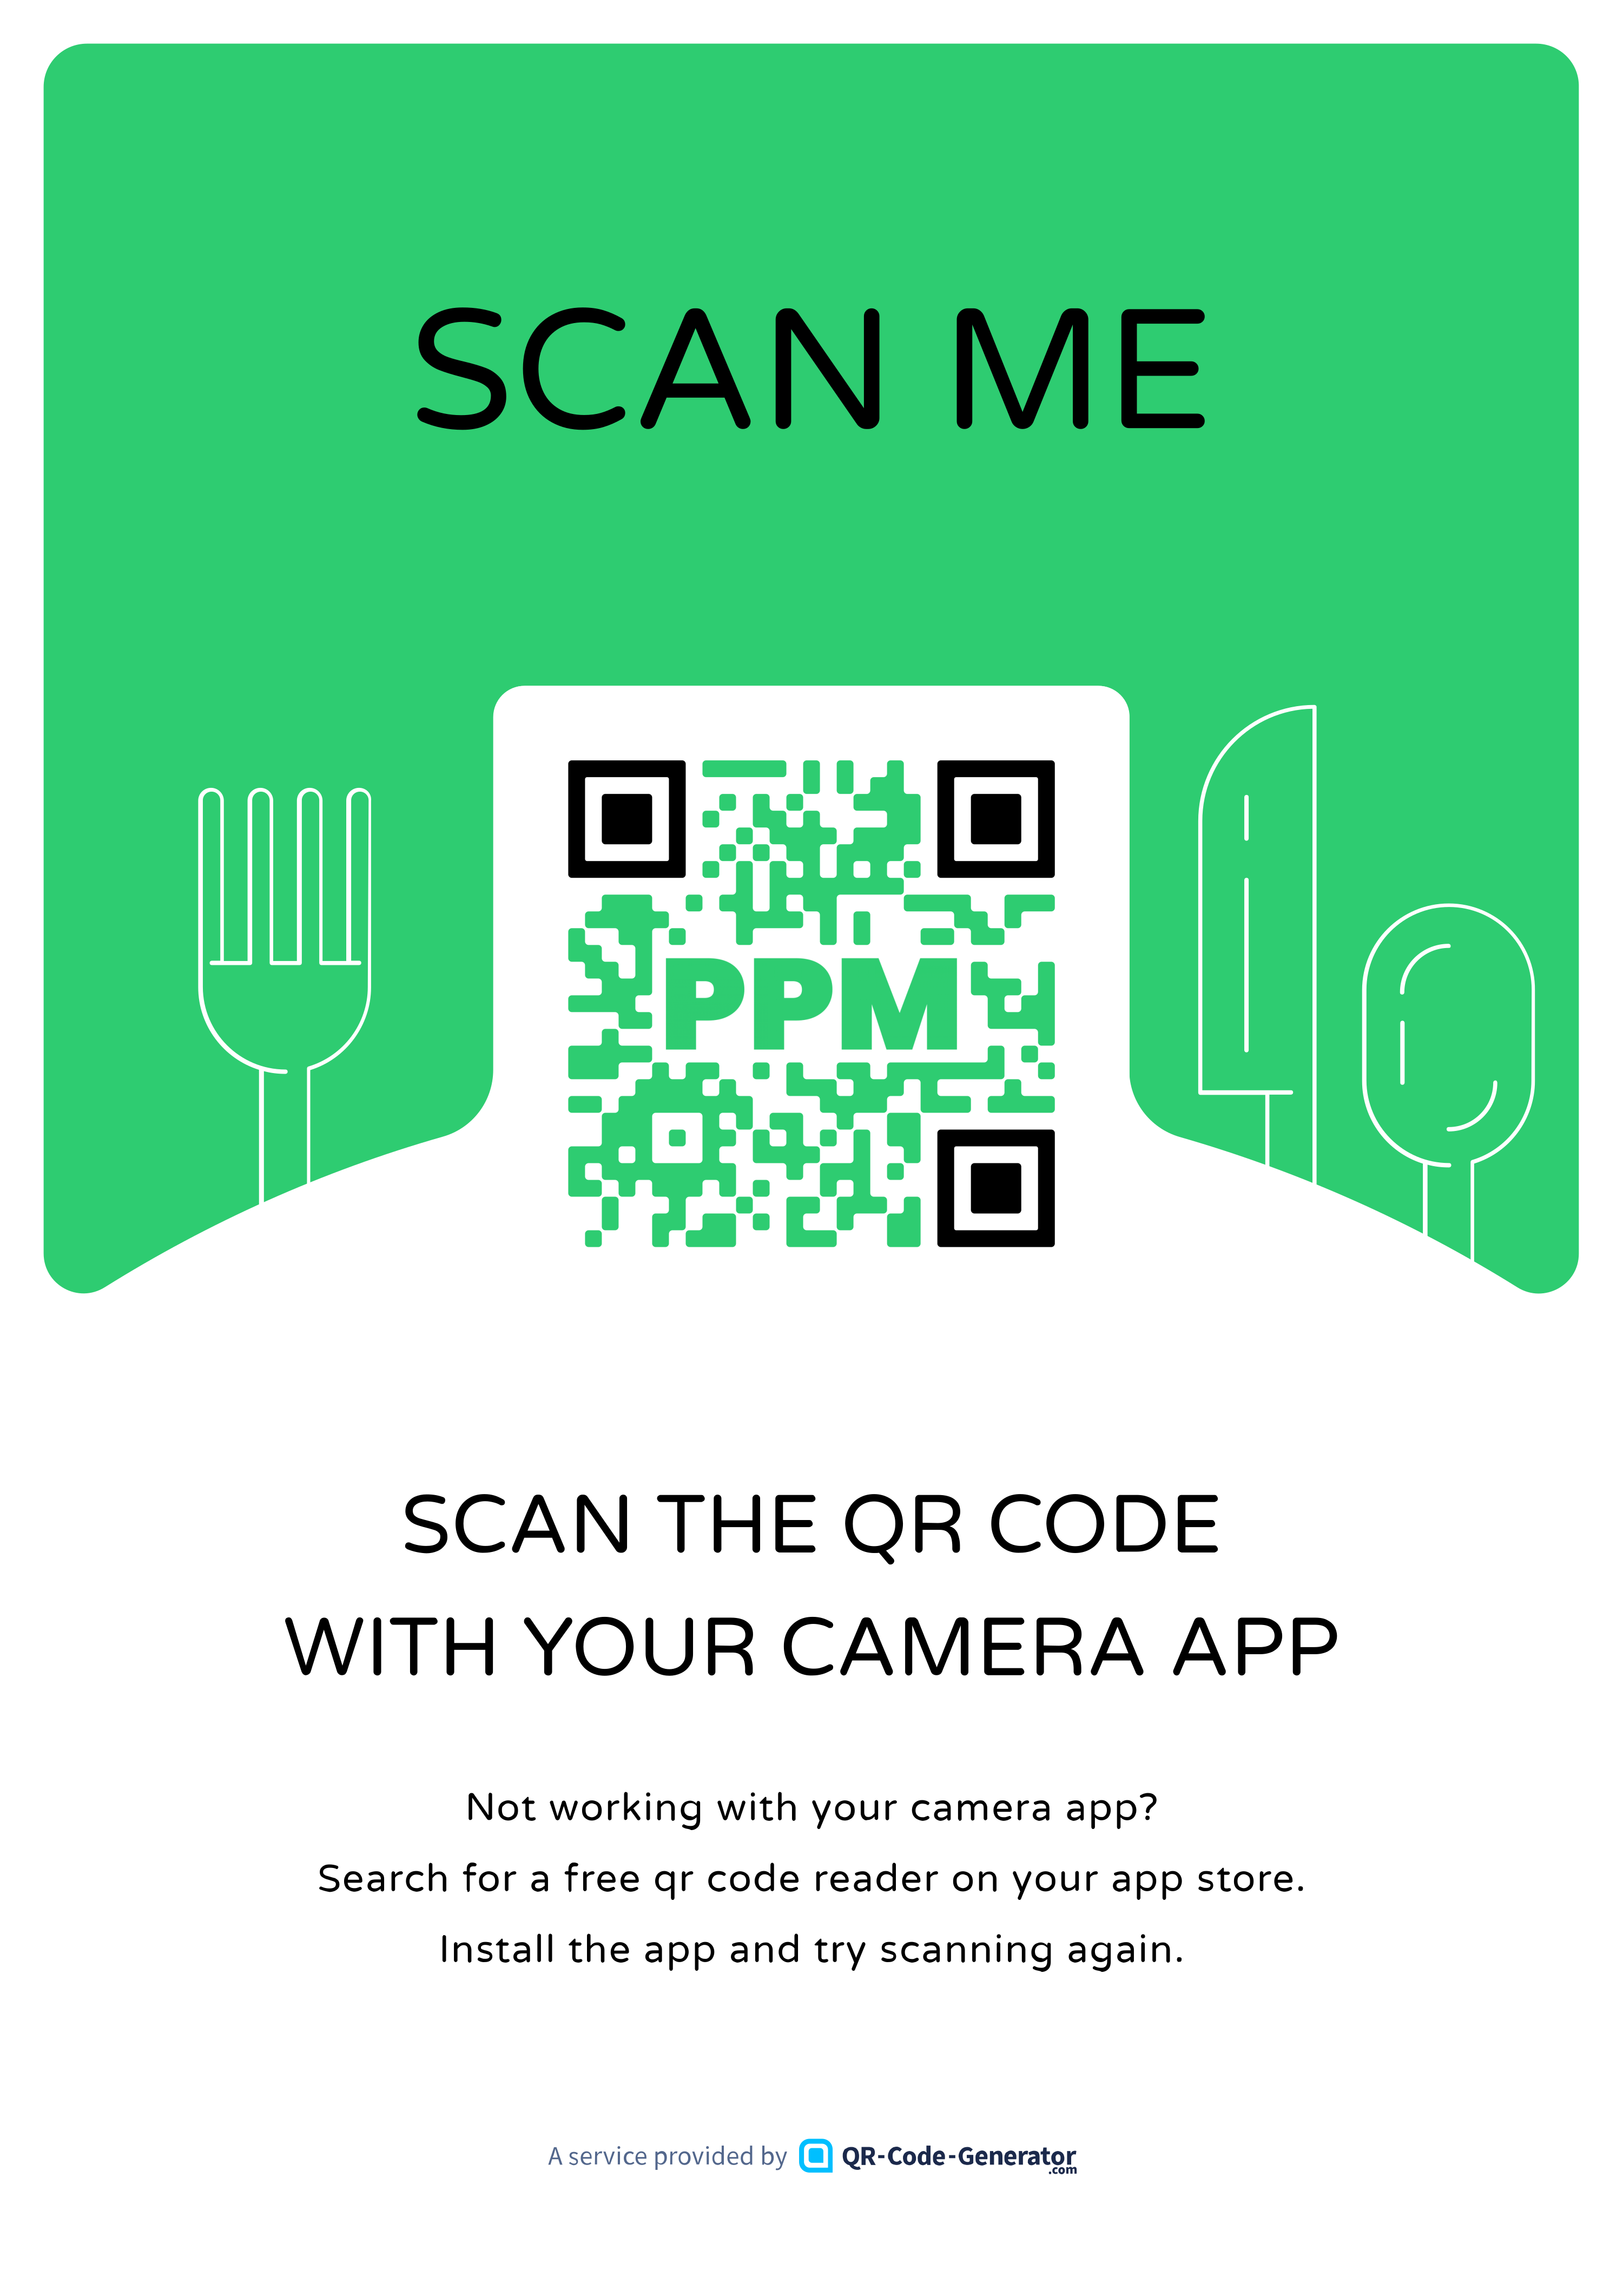 SCAN ME
PPM
SCAN THE QR CODE
WITH YOUR CAMERA APP
Not working with your camera app?
Search for a free qr code reader on your app store.
Install the app and try scanning again.
A service provided by QR-Code-Generator
.com